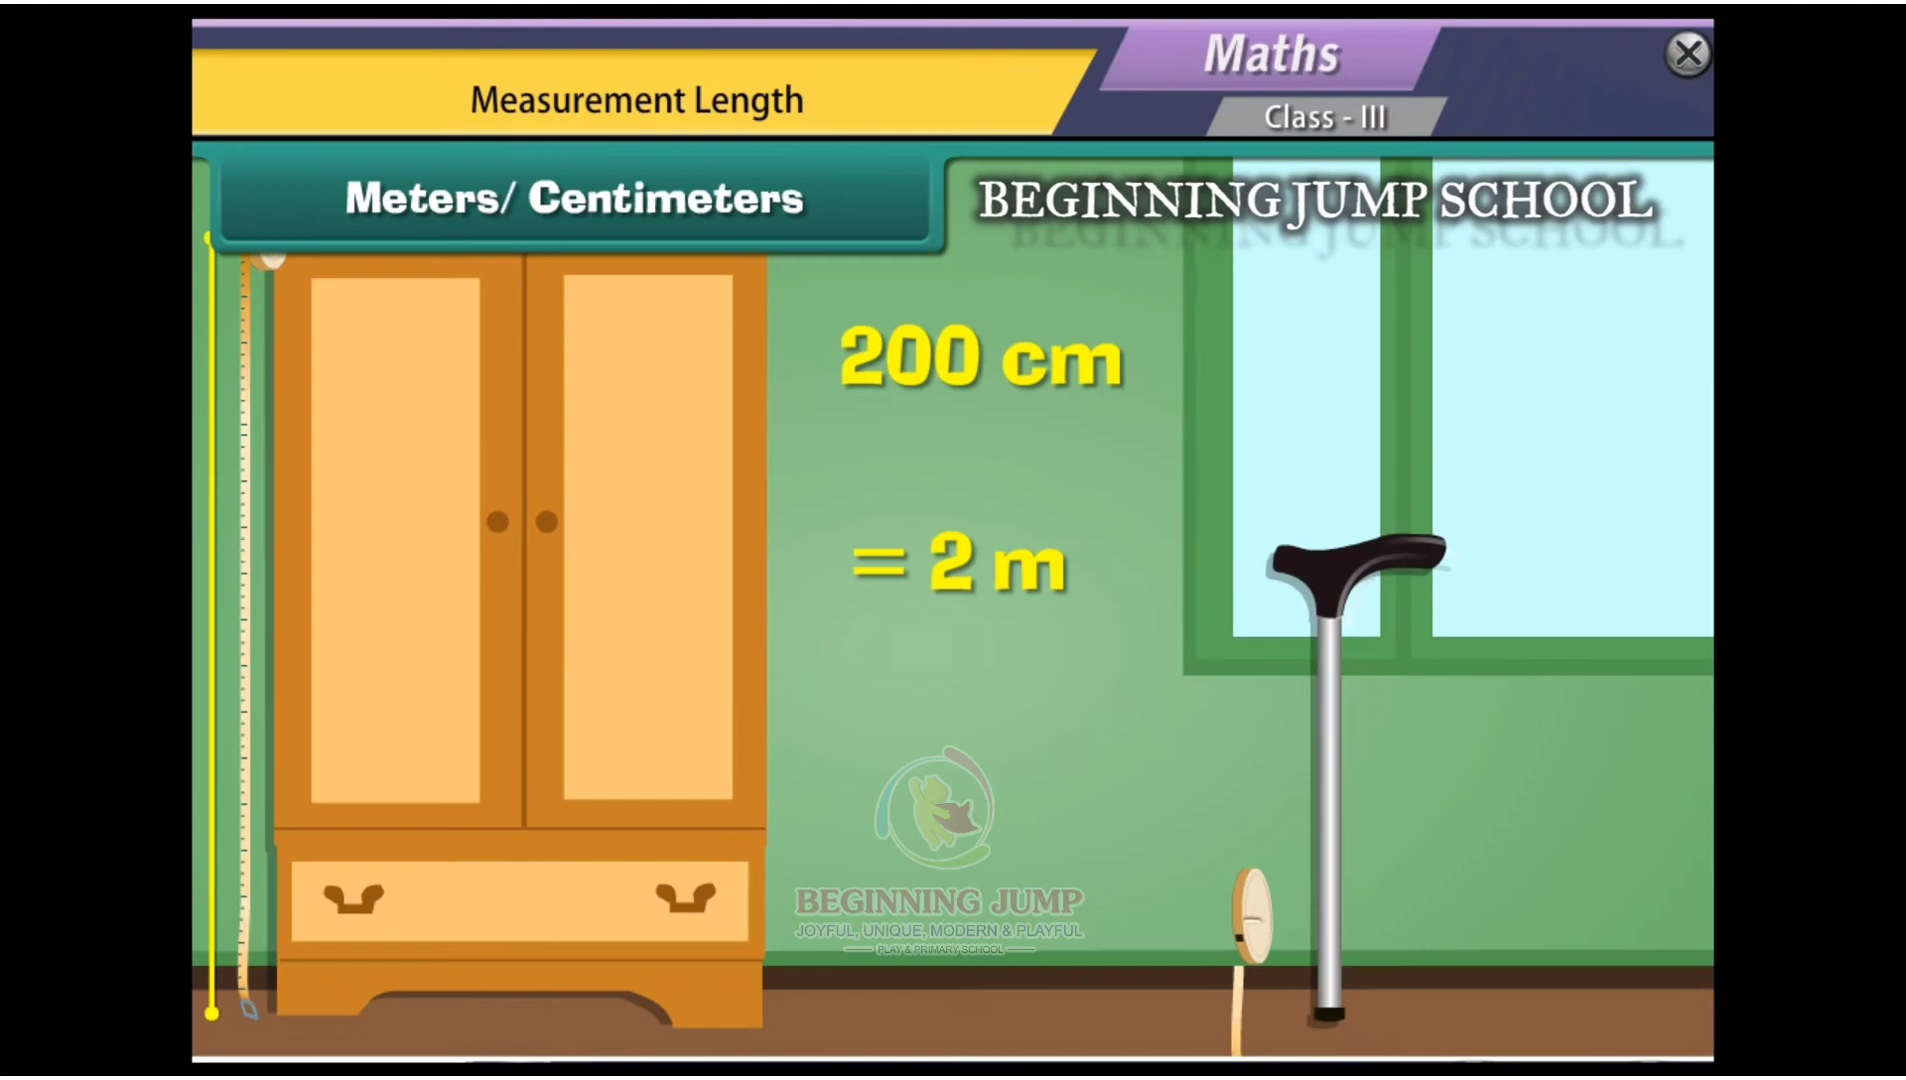 Maths
Measurement Length
Class - III
Meters/ Centimeters
BEGINNING JUMP SCHOOL
200 cm
= 2 m
BEGINNING JUMP
JOYFUL, UNIQUE, MODERN & PLAYFUL
PLAY & PRIMARY SCHOOL